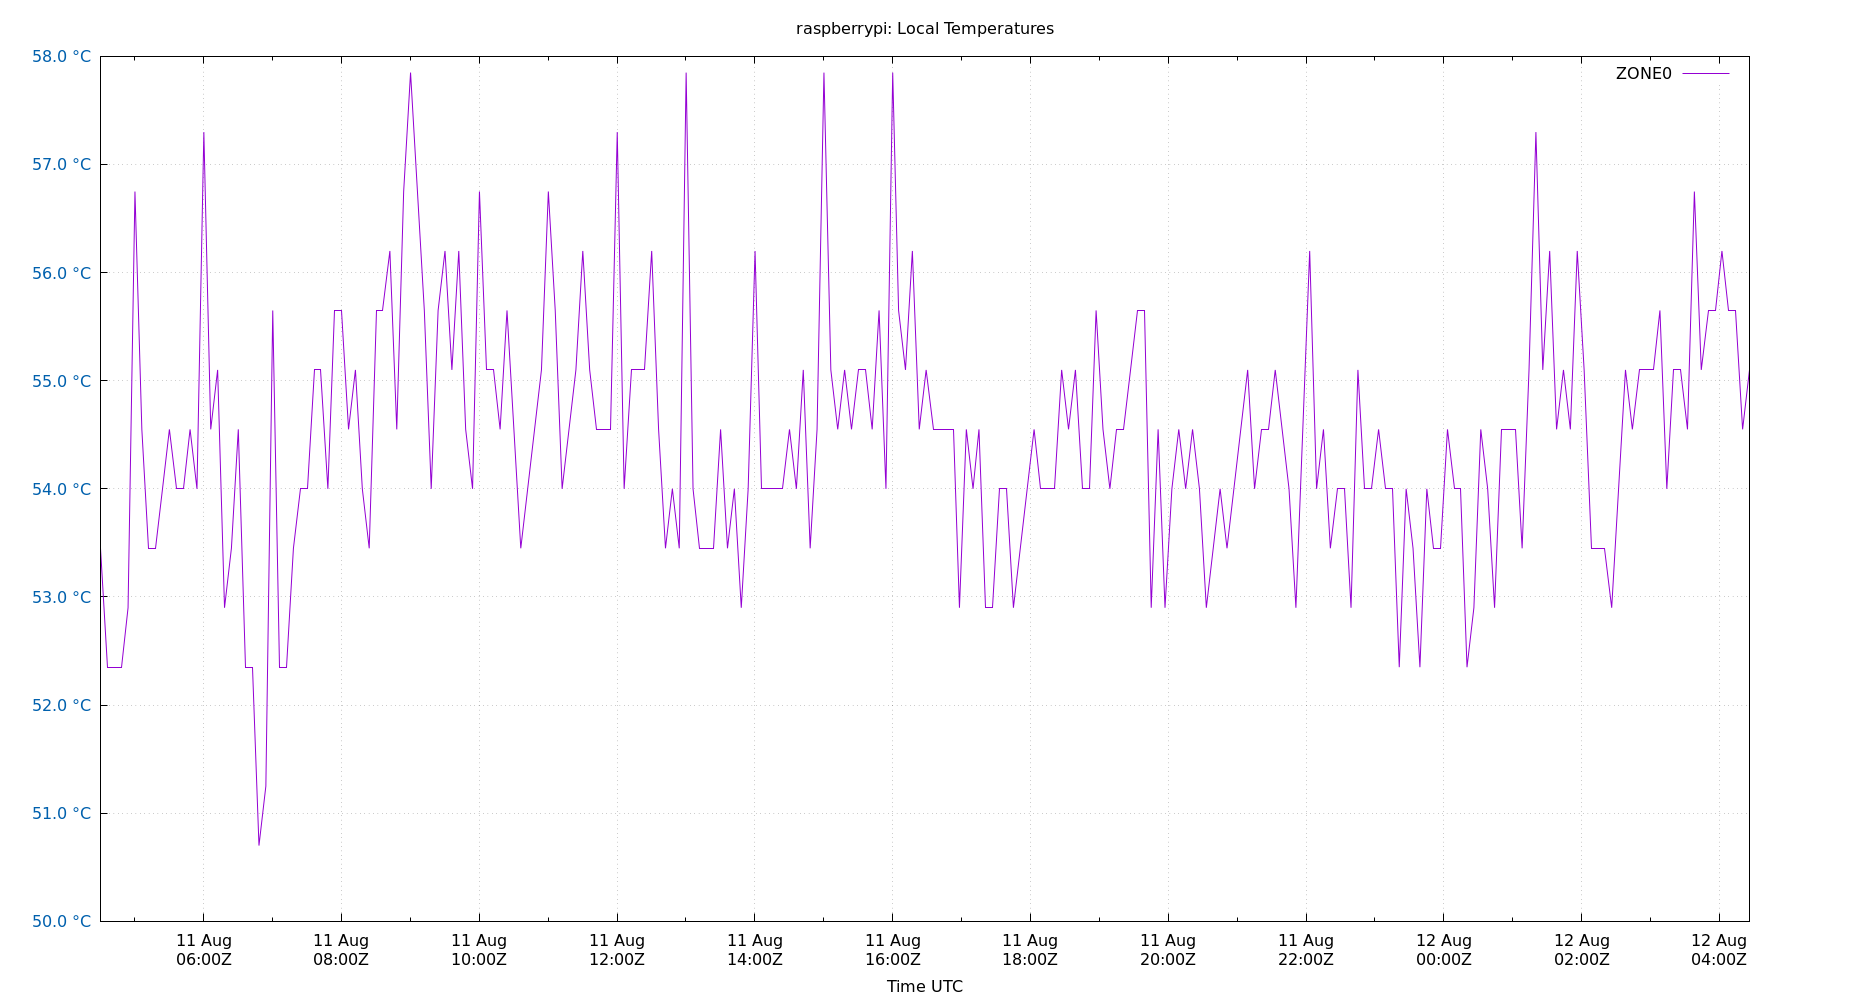 raspberrypi: Local Temperatures
58.0 °C
57.0 °C
56.0 °C
55.0 °C
54.0 °C
53.0 °C
52.0 °C
51.0 °C
50.0 °C
ZONE0
11 Aug 11 Aug 11 Aug 11 Aug 11 Aug 11 Aug 11 Aug 11 Aug 11 Aug 12 Aug 12 Aug 12 Aug
06:00Z 08:00Z 10:00Z 12:00Z 14:00Z 16:00Z 18:00Z 20:00Z 22:00Z 00:00Z 02:00Z 04:00Z
Time UTC